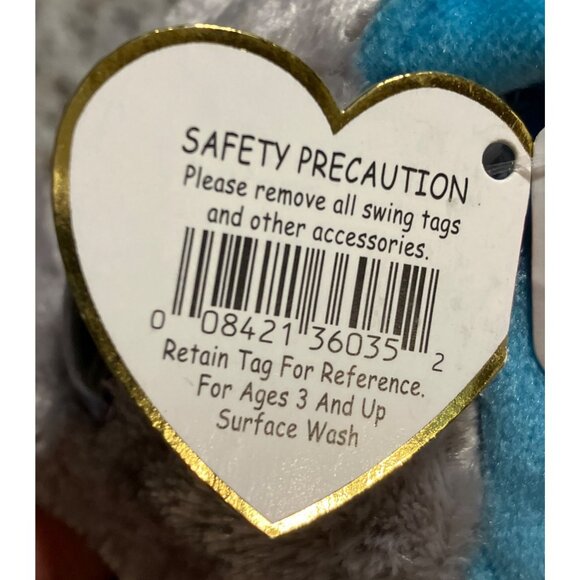 SAFETY PRECAUTION
Please remove all swing tags
and other accessories.
0 08421 36035 2
Retain Tag For Reference.
For Ages 3 And Up
Surface Wash